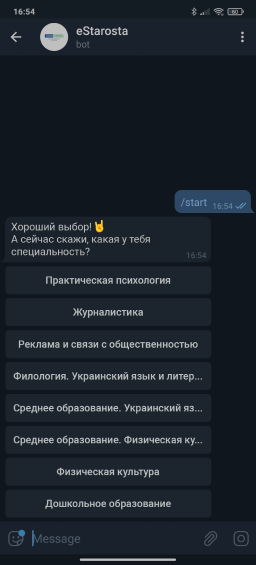 16:54
60
eStarosta
bot
/start 16:54
Хороший выбор!🤘
А сейчас скажи, какая у тебя
специальность?
16:54
Практическая психология
Журналистика
Реклама и связи с общественностью
Филология. Украинский язык и литер...
Среднее образование. Украинский яз...
Среднее образование. Физическая ку...
Физическая культура
Дошкольное образование
Message